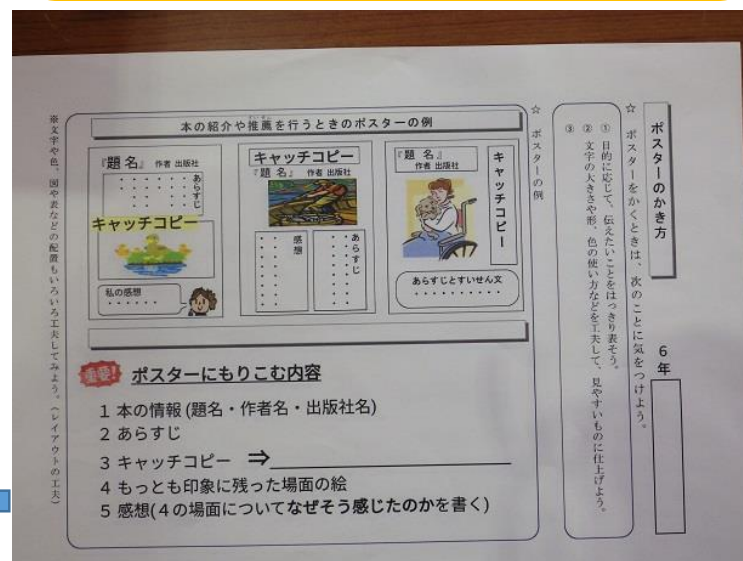 ポスターのかき方
6年
☆ ポスターをかくときは、次のことに気をつけよう。
① 目的に応じて、伝えたいことをはっきり表そう。
② 文字の大きさや形、色の使い方などを工夫して、見やすいものに仕上げよう。
③
☆ ポスターの例
本の紹介や推薦を行うときのポスターの例
『題 名』 作者 出版社
あらすじ
キャッチコピー
私の感想
キャッチコピー
『題 名』 作者 出版社
あらすじ
感想
『題 名』
作者 出版社
キャッチコピー
あらすじとすいせん文
重要! ポスターにもりこむ内容
1 本の情報 (題名・作者名・出版社名)
2 あらすじ
3 キャッチコピー ⇒
4 もっとも印象に残った場面の絵
5 感想(4の場面についてなぜそう感じたのかを書く)
※文字や色、図や表などの配置もいろいろ工夫してみよう。(レイアウトの工夫)